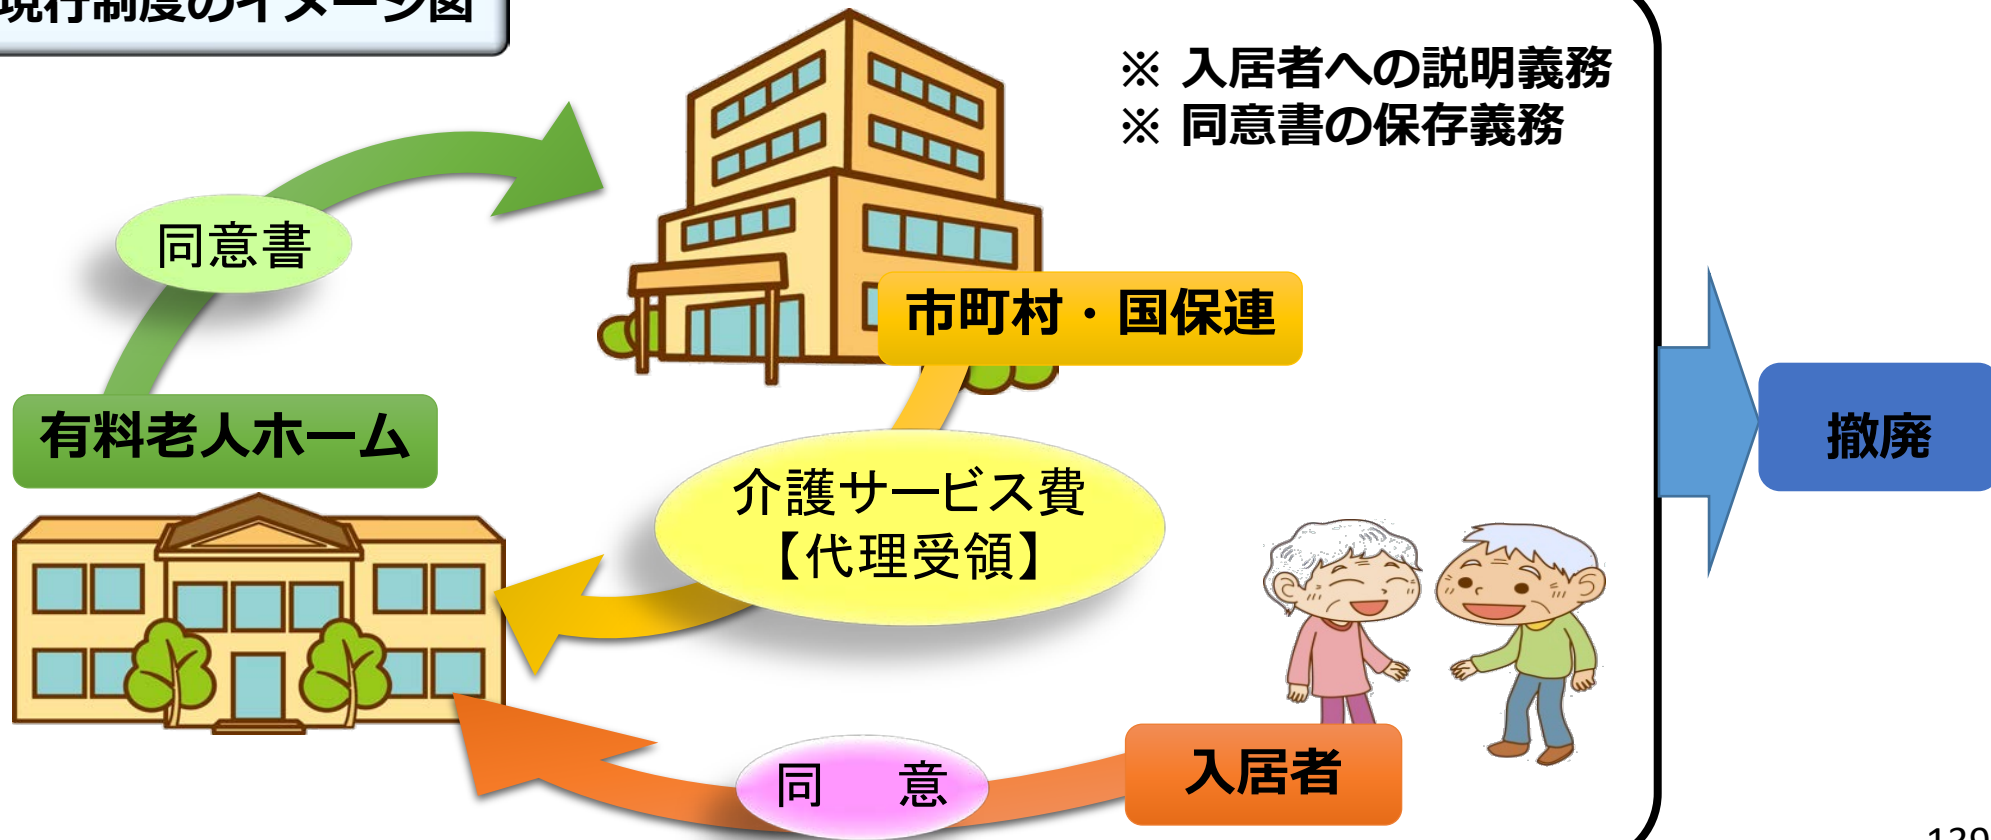 現行制度のイメージ図
※ 入居者への説明義務
※ 同意書の保存義務
同意書
市町村・国保連
有料老人ホーム
介護サービス費
【代理受領】
撤廃
入居者
同 意
129